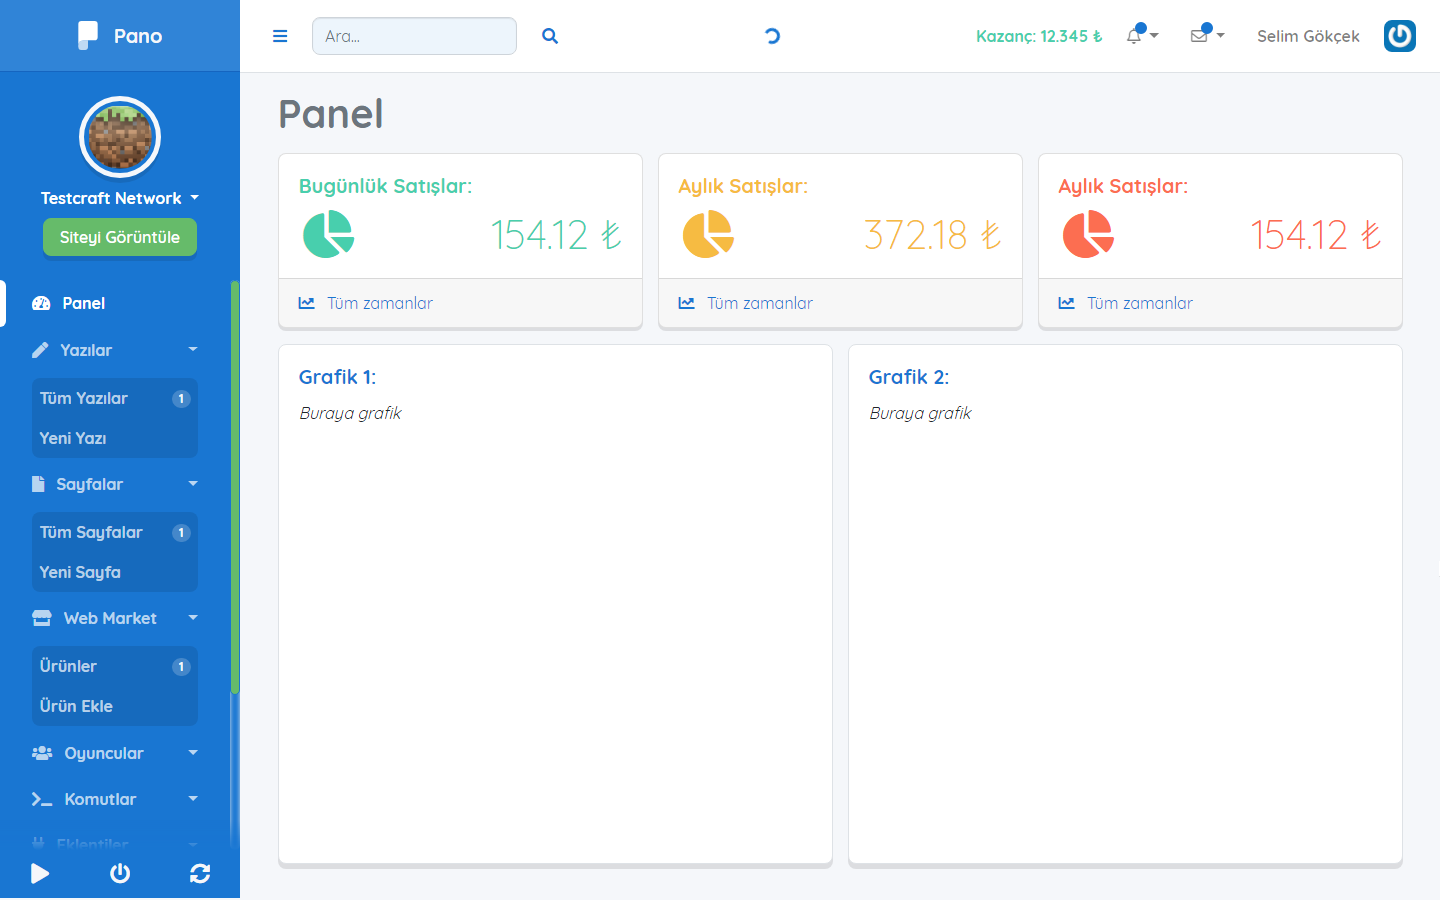 Pano
Ara...
Kazanç: 12.345 ₺
Selim Gökçek
Testcraft Network
Siteyi Görüntüle
Panel
Yazılar
Tüm Yazılar 1
Yeni Yazı
Sayfalar
Tüm Sayfalar 1
Yeni Sayfa
Web Market
Ürünler 1
Ürün Ekle
Oyuncular
Komutlar
Eklentiler
Panel
Bugünlük Satışlar:
154.12 ₺
Tüm zamanlar
Aylık Satışlar:
372.18 ₺
Tüm zamanlar
Aylık Satışlar:
154.12 ₺
Tüm zamanlar
Grafik 1:
Buraya grafik
Grafik 2:
Buraya grafik